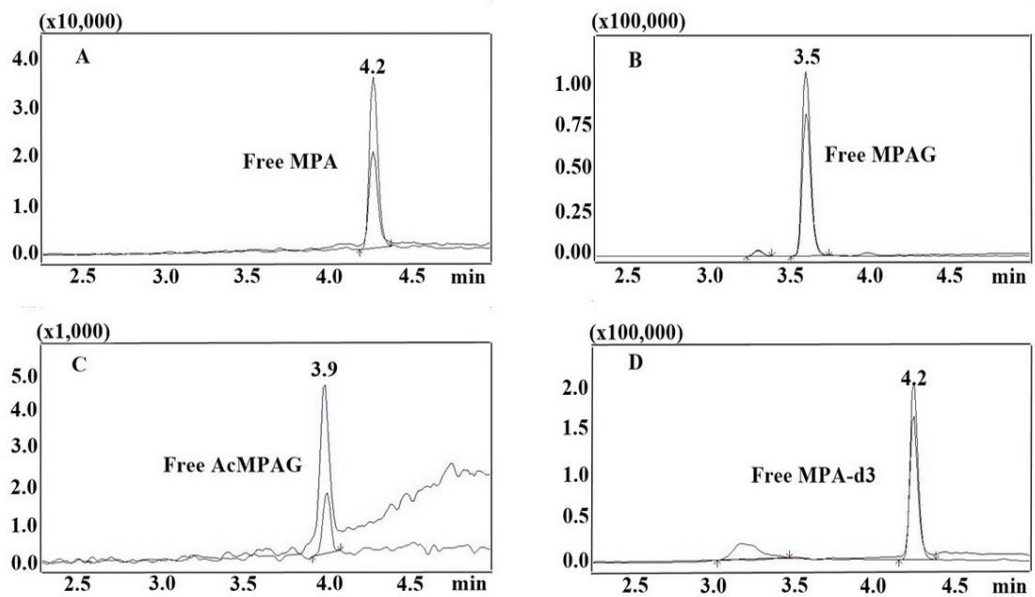 (x10,000)
A
4.2
4.0
3.0
2.0
1.0
0.0
Free MPA
2.5 3.0 3.5 4.0 4.5 min
(x100,000)
B
3.5
1.00
0.75
0.50
0.25
0.00
Free MPAG
2.5 3.0 3.5 4.0 4.5 min
(x1,000)
C
3.9
5.0
4.0
3.0
2.0
1.0
0.0
Free AcMPAG
2.5 3.0 3.5 4.0 4.5 min
(x100,000)
D
4.2
2.0
1.5
1.0
0.5
0.0
Free MPA-d3
2.5 3.0 3.5 4.0 4.5 min